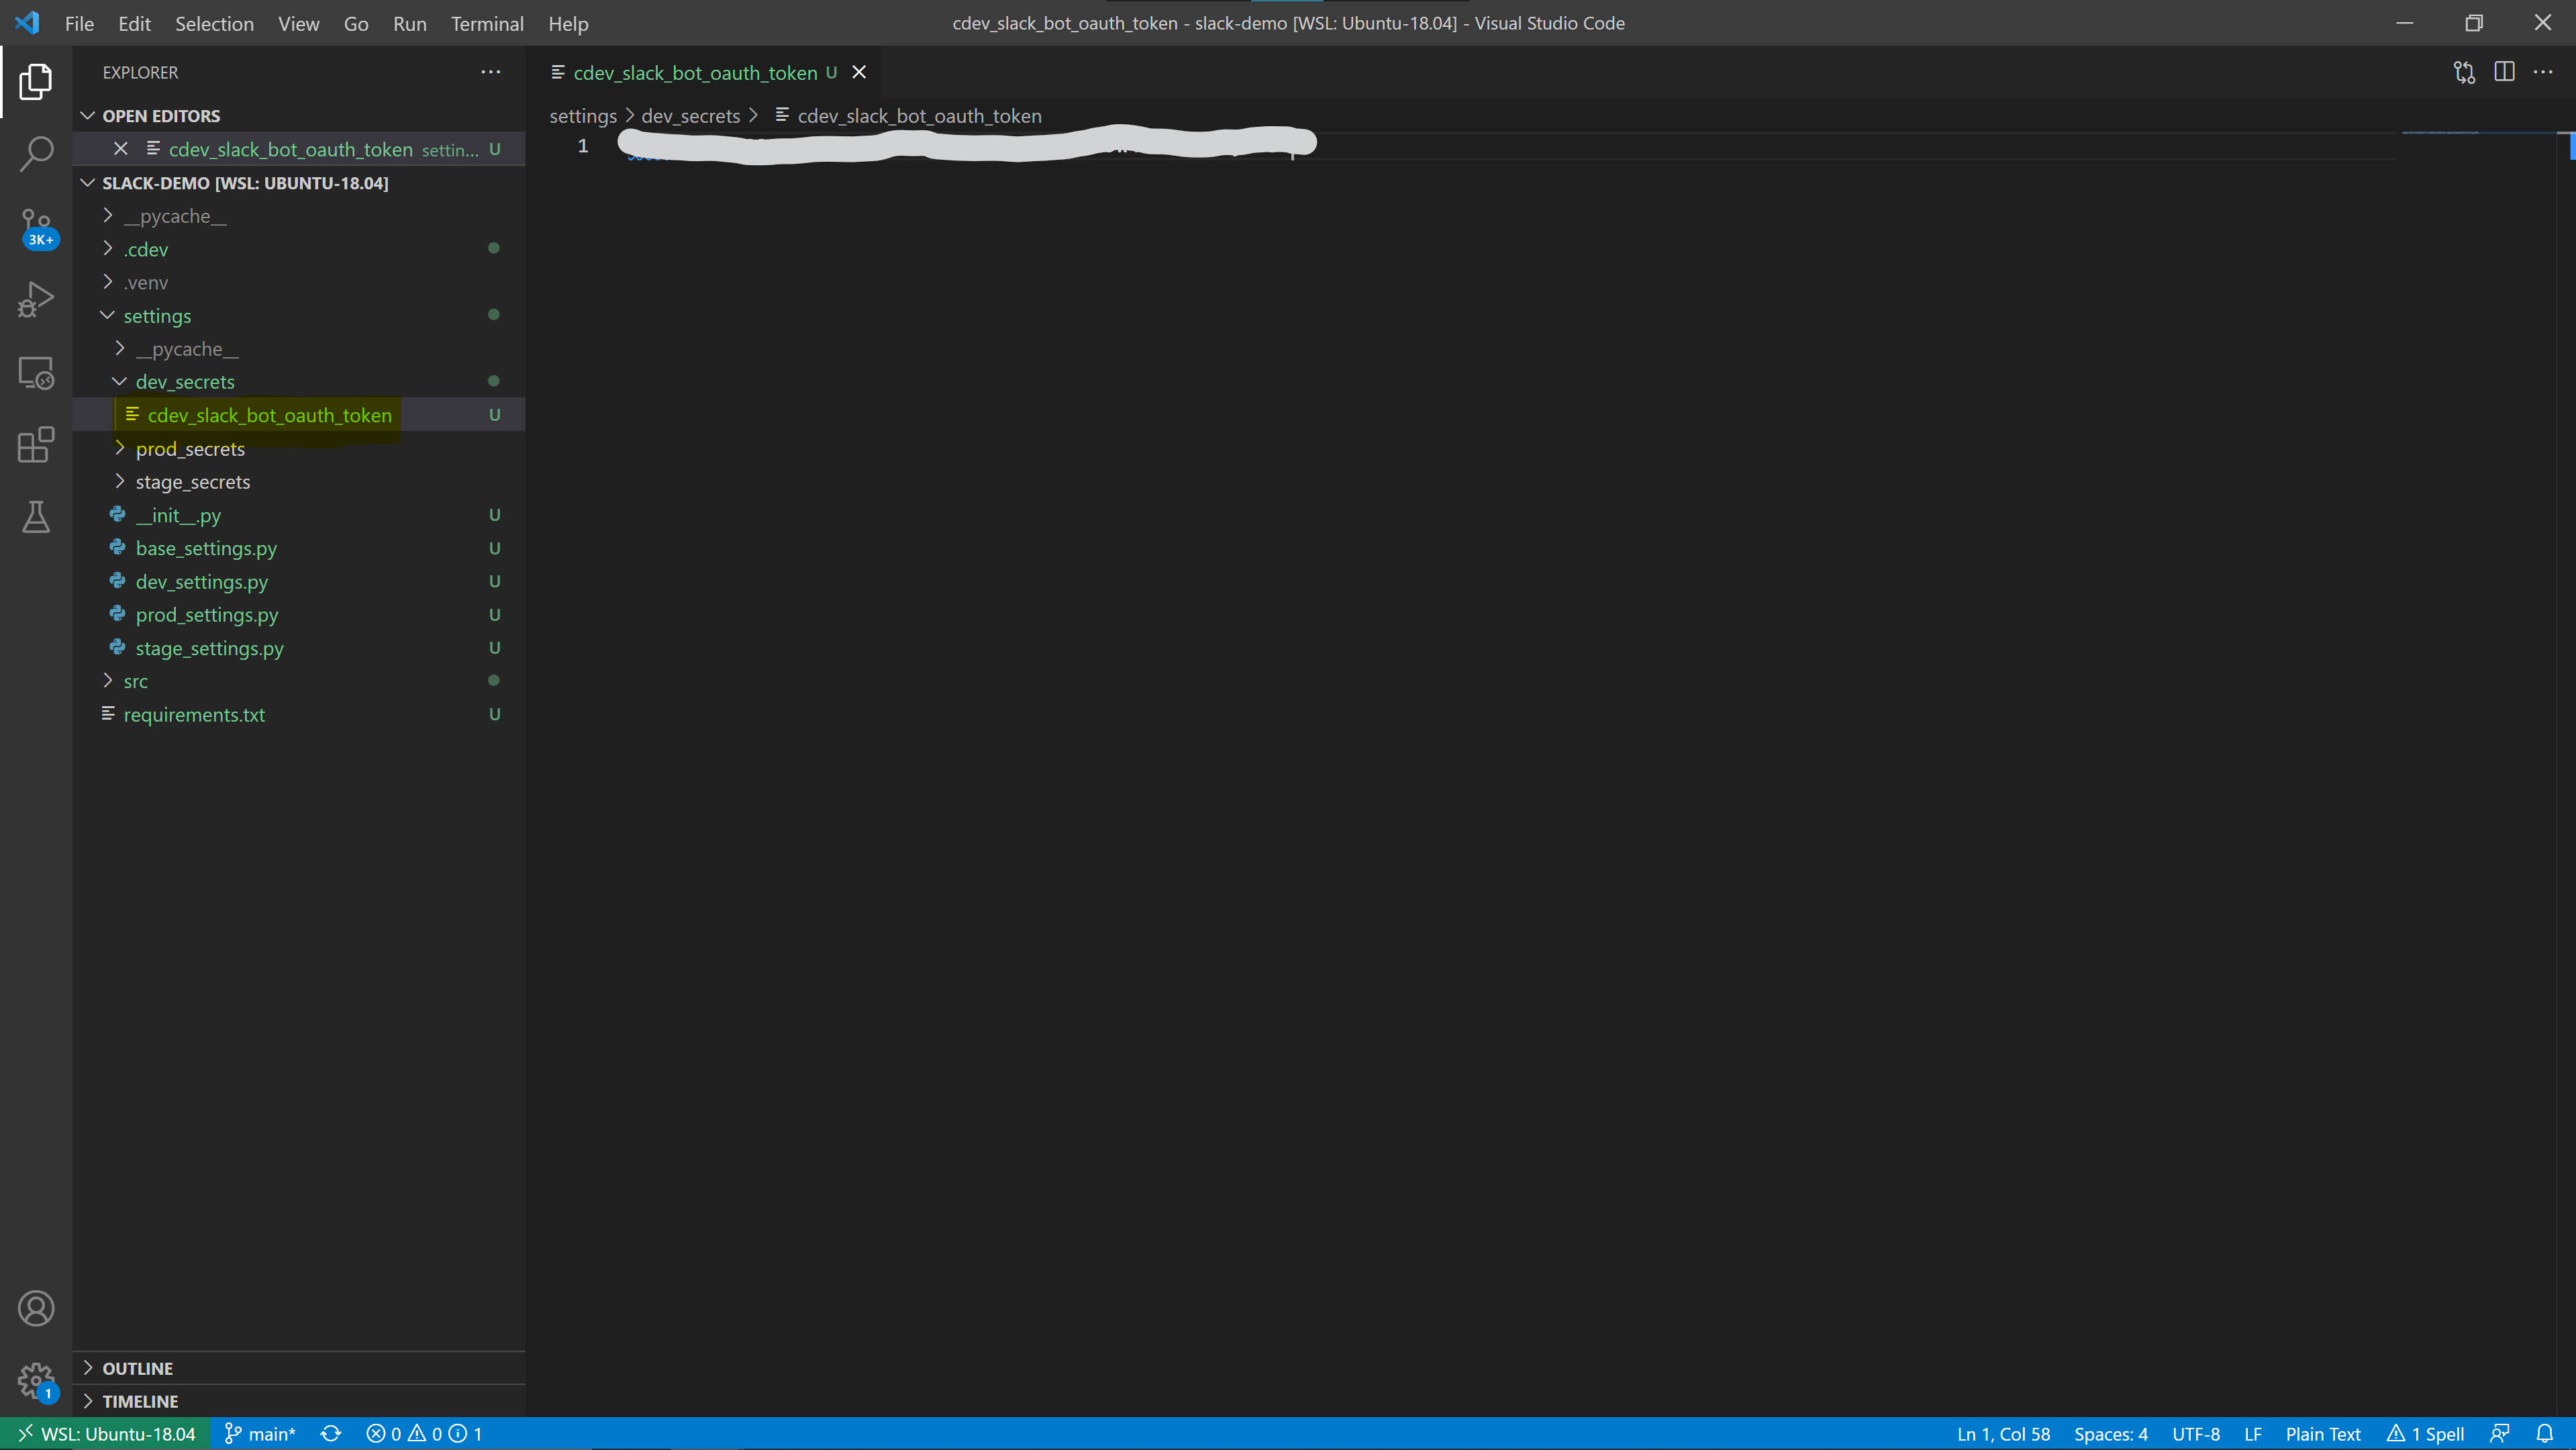 File Edit Selection View Go Run Terminal Help
cdev_slack_bot_oauth_token - slack-demo [WSL: Ubuntu-18.04] - Visual Studio Code
EXPLORER
OPEN EDITORS
cdev_slack_bot_oauth_token settin... U
SLACK-DEMO [WSL: UBUNTU-18.04]
__pycache__
.cdev
.venv
settings
__pycache__
dev_secrets
cdev_slack_bot_oauth_token U
prod_secrets
stage_secrets
__init__.py U
base_settings.py U
dev_settings.py U
prod_settings.py U
stage_settings.py U
src
requirements.txt U
OUTLINE
TIMELINE
3K+
1
cdev_slack_bot_oauth_token U
settings > dev_secrets > cdev_slack_bot_oauth_token
1
WSL: Ubuntu-18.04 main* 0 0 1
Ln 1, Col 58 Spaces: 4 UTF-8 LF Plain Text 1 Spell